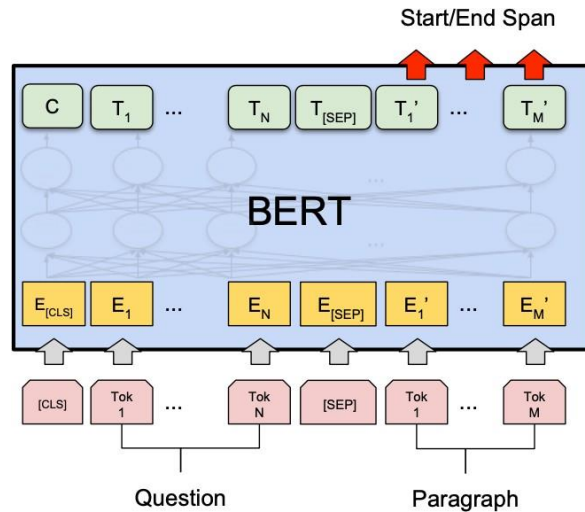 Start/End Span
C T1 ... TN T[SEP] T1' ... TM'
...
BERT
...
E[CLS] E1 ... EN E[SEP] E1' ... EM'
[CLS] Tok 1 ... Tok N [SEP] Tok 1 ... Tok M
Question Paragraph